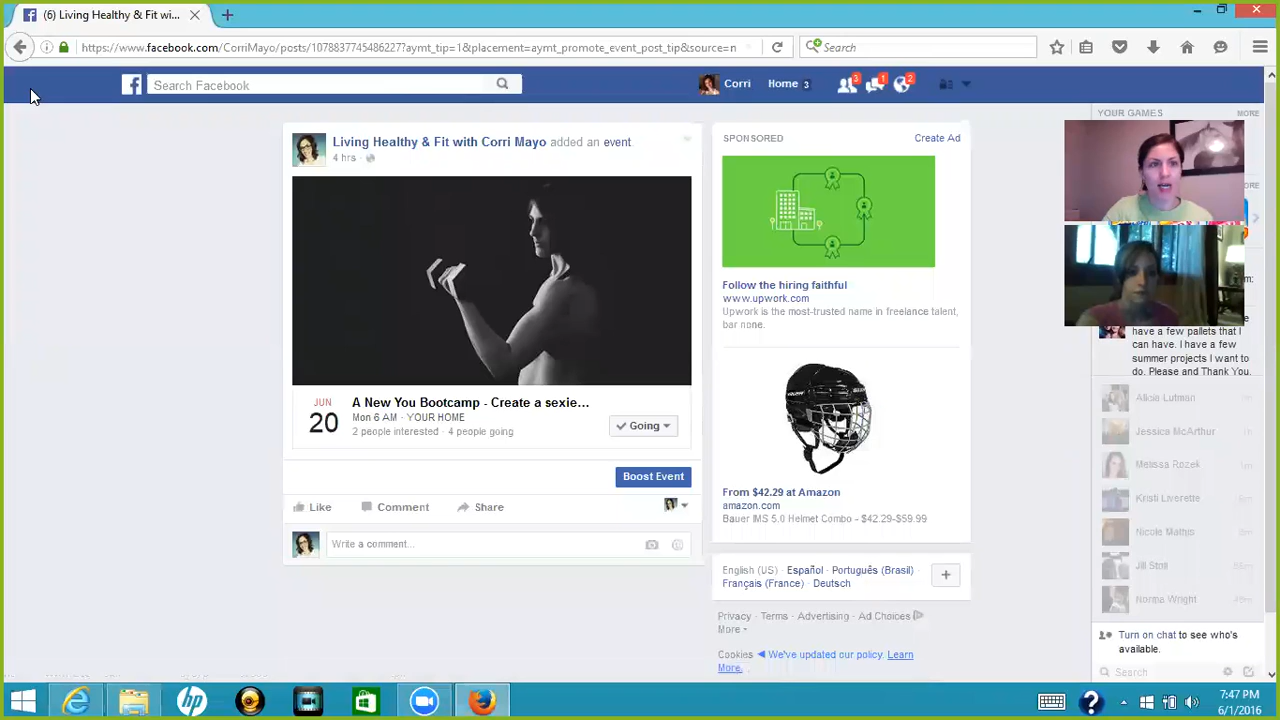 (6) Living Healthy & Fit wi...
https://www.facebook.com/CorriMayo/posts/1078837745486227?aymt_tip=1&placement=aymt_promote_event_post_tip&source=n
Search
Search Facebook
Corri
Home 3
3
1
2
Living Healthy & Fit with Corri Mayo added an event.
4 hrs
JUN
20
A New You Bootcamp - Create a sexie...
Mon 6 AM · YOUR HOME
2 people interested · 4 people going
Going
Boost Event
Like
Comment
Share
Write a comment...
SPONSORED
Create Ad
Follow the hiring faithful
www.upwork.com
Upwork is the most-trusted name in freelance talent,
bar none.
From $42.29 at Amazon
amazon.com
Bauer IMS 5.0 Helmet Combo - $42.29-$59.99
English (US) · Español · Português (Brasil) ·
Français (France) · Deutsch
Privacy · Terms · Advertising · Ad Choices
More
Cookies
We've updated our policy. Learn
More.
YOUR GAMES
MORE
have a few pallets that I
can have. I have a few
summer projects I want to
do. Please and Thank You.
Alicia Lutman
Jessica McArthur
Melissa Rozek
1m
Kristi Liverette
Nicole Mathis
Jill Stoll
Norma Wright
Turn on chat to see who's
available.
Search
hp
7:47 PM
6/1/2016